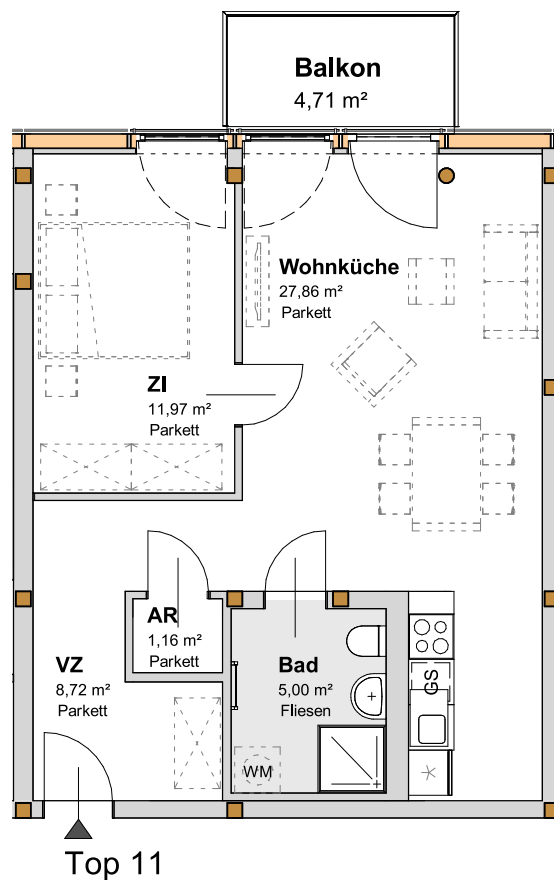 Balkon
4,71 m²
Wohnküche
27,86 m²
Parkett
ZI
11,97 m²
Parkett
AR
1,16 m²
Parkett
VZ
8,72 m²
Parkett
Bad
5,00 m²
Fliesen
GS
WM
Top 11